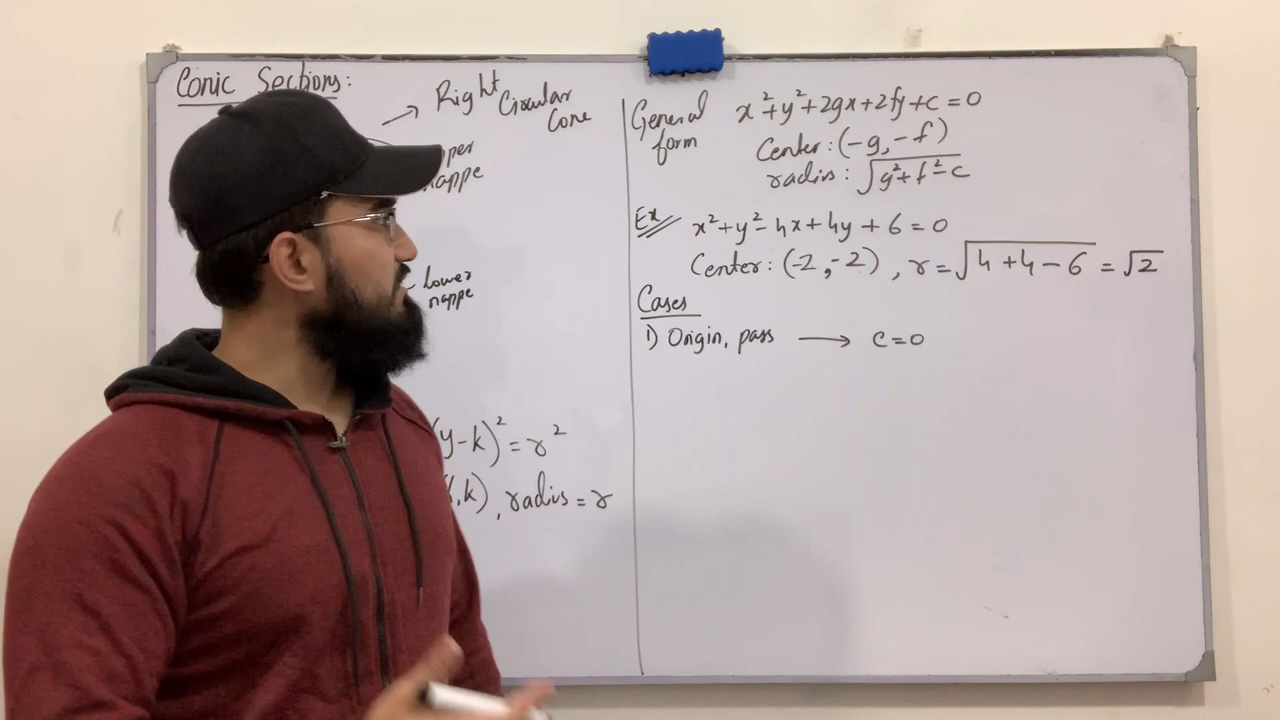 Conic Sections:
Right Circular Cone
per
nappe
Lower
nappe
(y-k)² = r²
,k), radius = r
General form x²+y²+2gx+2fy+c=0
Center: (-g, -f)
radius: √g²+f²-c
Ex x²+y²-4x+4y+6=0
Center: (-2,-2), r=√4+4-6 = √2
Cases
1) Origin, pass → c=0